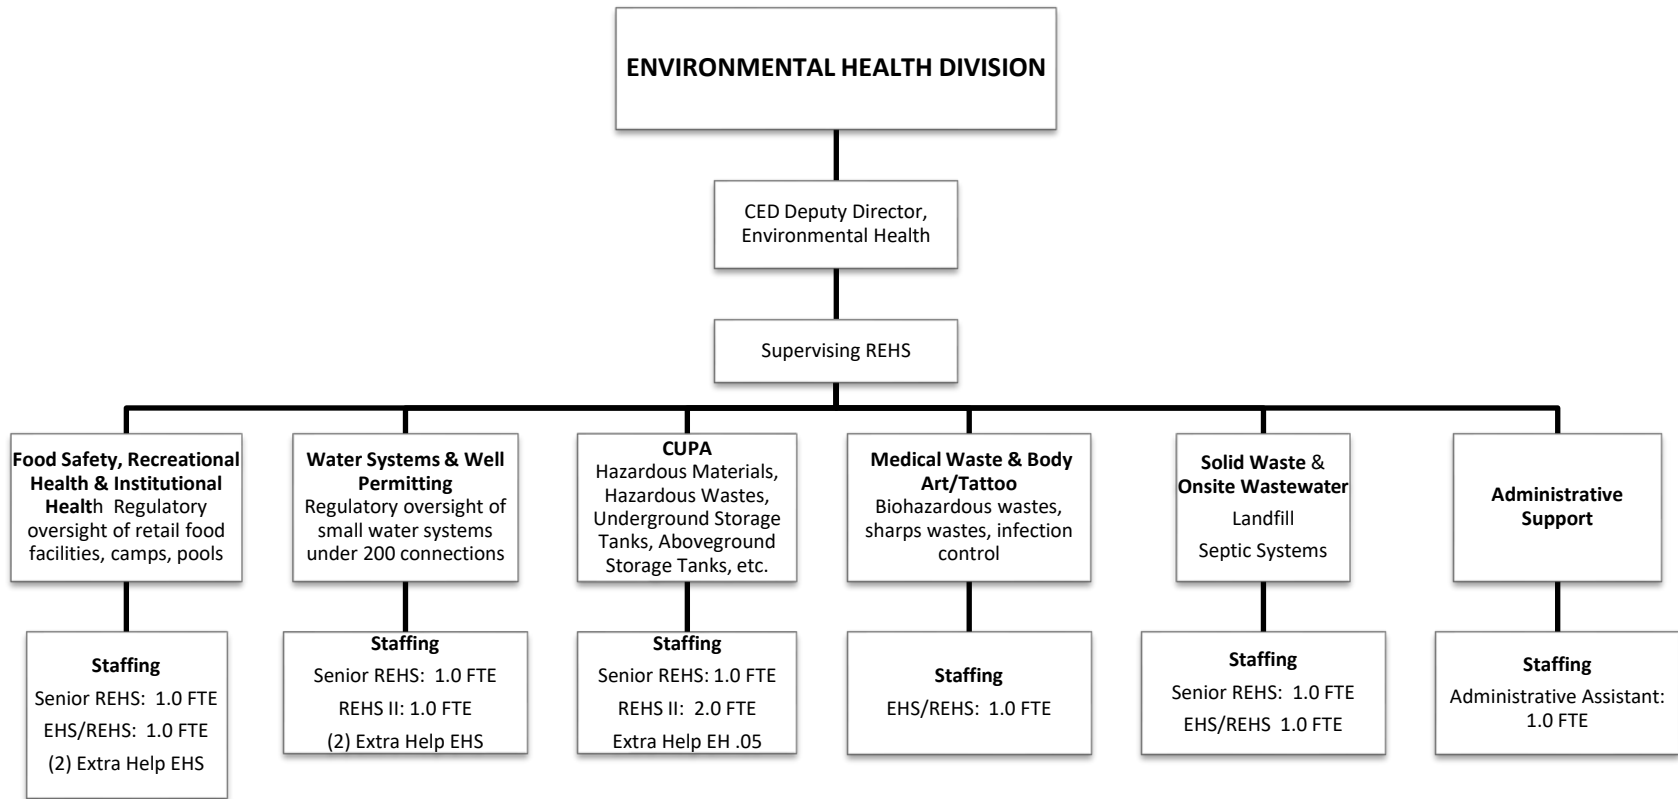 ENVIRONMENTAL HEALTH DIVISION
CED Deputy Director,
Environmental Health
Supervising REHS
Food Safety, Recreational
Health & Institutional
Health Regulatory
oversight of retail food
facilities, camps, pools
Water Systems & Well
Permitting
Regulatory oversight of
small water systems
under 200 connections
CUPA
Hazardous Materials,
Hazardous Wastes,
Underground Storage
Tanks, Aboveground
Storage Tanks, etc.
Medical Waste & Body
Art/Tattoo
Biohazardous wastes,
sharps wastes, infection
control
Solid Waste &
Onsite Wastewater
Landfill
Septic Systems
Administrative
Support
Staffing
Senior REHS: 1.0 FTE
EHS/REHS: 1.0 FTE
(2) Extra Help EHS
Staffing
Senior REHS: 1.0 FTE
REHS II: 1.0 FTE
(2) Extra Help EHS
Staffing
Senior REHS: 1.0 FTE
REHS II: 2.0 FTE
Extra Help EH .05
Staffing
EHS/REHS: 1.0 FTE
Staffing
Senior REHS: 1.0 FTE
EHS/REHS 1.0 FTE
Staffing
Administrative Assistant:
1.0 FTE